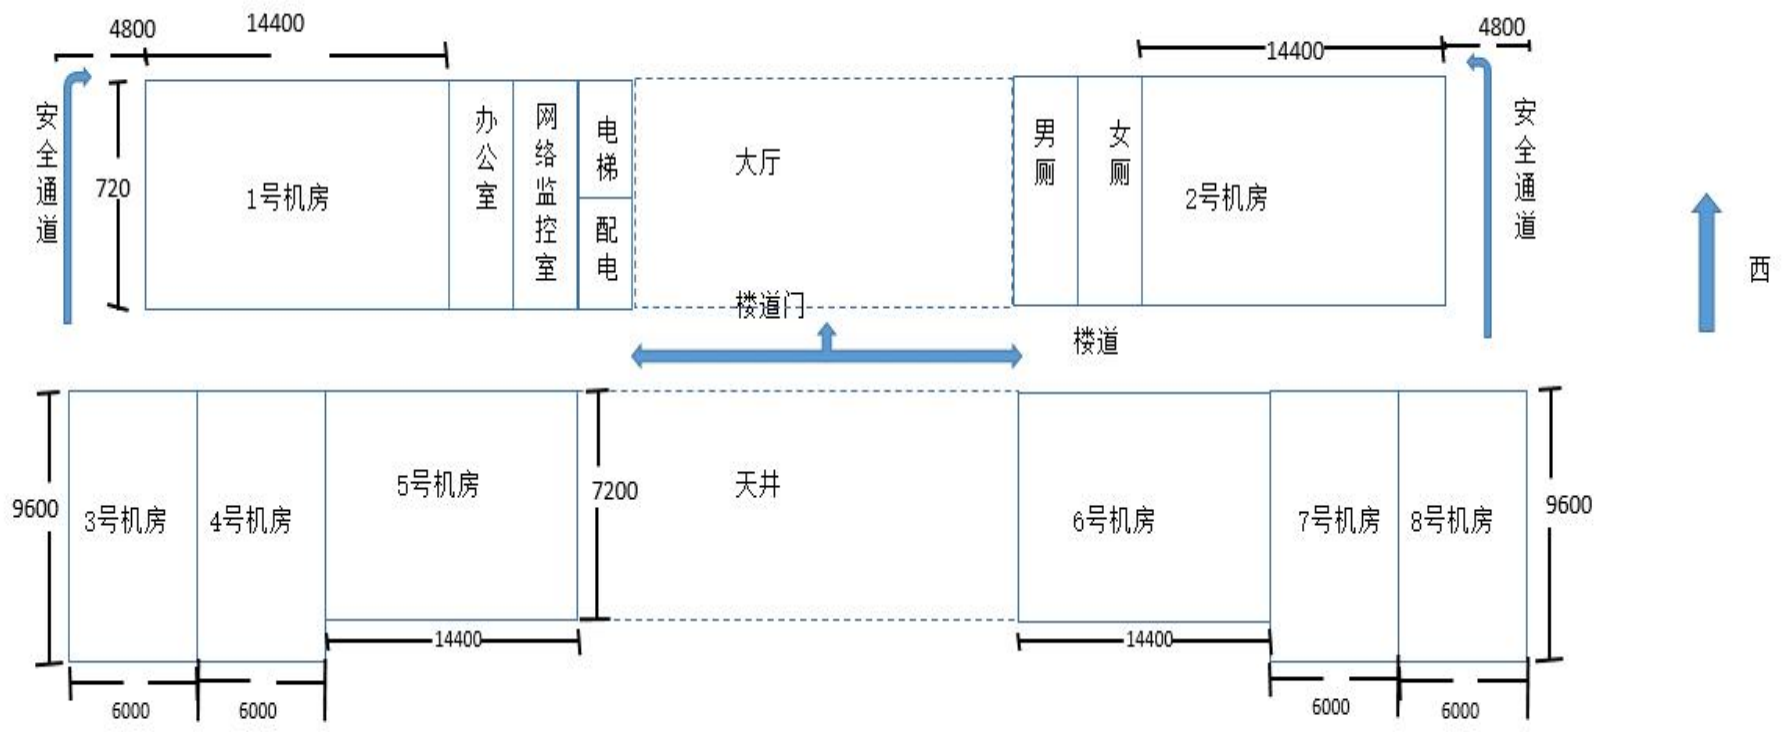 4800
14400
14400
4800
安全通道
720
1号机房
办公室
网络监控室
电梯
配电
大厅
楼道门
男厕
女厕
2号机房
安全通道
西
楼道
9600
3号机房
4号机房
5号机房
7200
天井
6号机房
7号机房
8号机房
9600
14400
14400
6000
6000
6000
6000